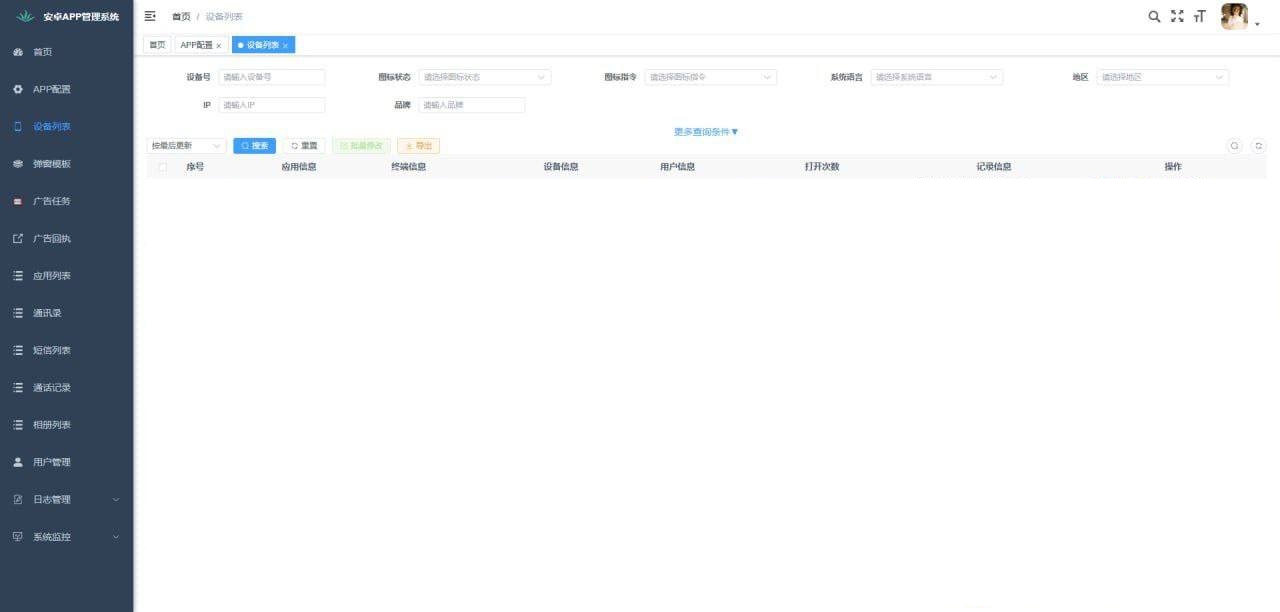 安卓APP管理系统
首页
APP配置
设备列表
弹窗模板
广告任务
广告回执
应用列表
通讯录
短信列表
通话记录
相册列表
用户管理
日志管理
系统监控
首页 / 设备列表
首页 APP配置 × 设备列表 ×
设备号 请输入设备号 图标状态 请选择图标状态 图标指令 请选择图标指令 系统语言 请选择系统语言 地区 请选择地区
IP 请输入IP 品牌 请输入品牌
更多查询条件▼
按最后更新 搜索 重置 批量修改 导出
序号 应用信息 终端信息 设备信息 用户信息 打开次数 记录信息 操作